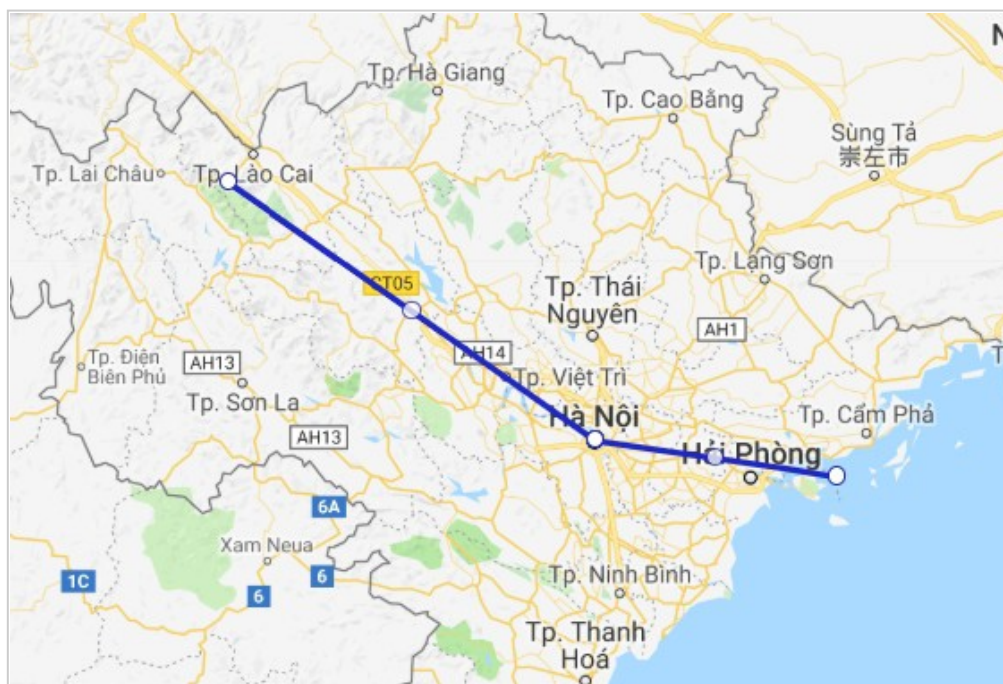 N
Tp. Hà Giang
Tp. Cao Bằng
Sùng Tả
崇左市
Tp. Lai Châu
Tp. Lào Cai
Tp. Lạng Sơn
CT05
Tp. Thái
Nguyên
AH1
AH14
Tp. Điện
Biên Phủ
AH13
Tp. Việt Trì
Tp. Sơn La
Hà Nội
Tp. Cẩm Phả
AH13
Hải Phòng
6A
Xam Neua
1C
6
6
Tp. Ninh Bình
Tp. Thanh
Hoá